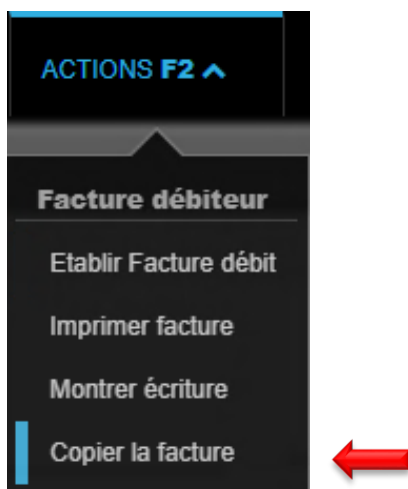 ACTIONS F2
Facture débiteur
Etablir Facture débit
Imprimer facture
Montrer écriture
Copier la facture